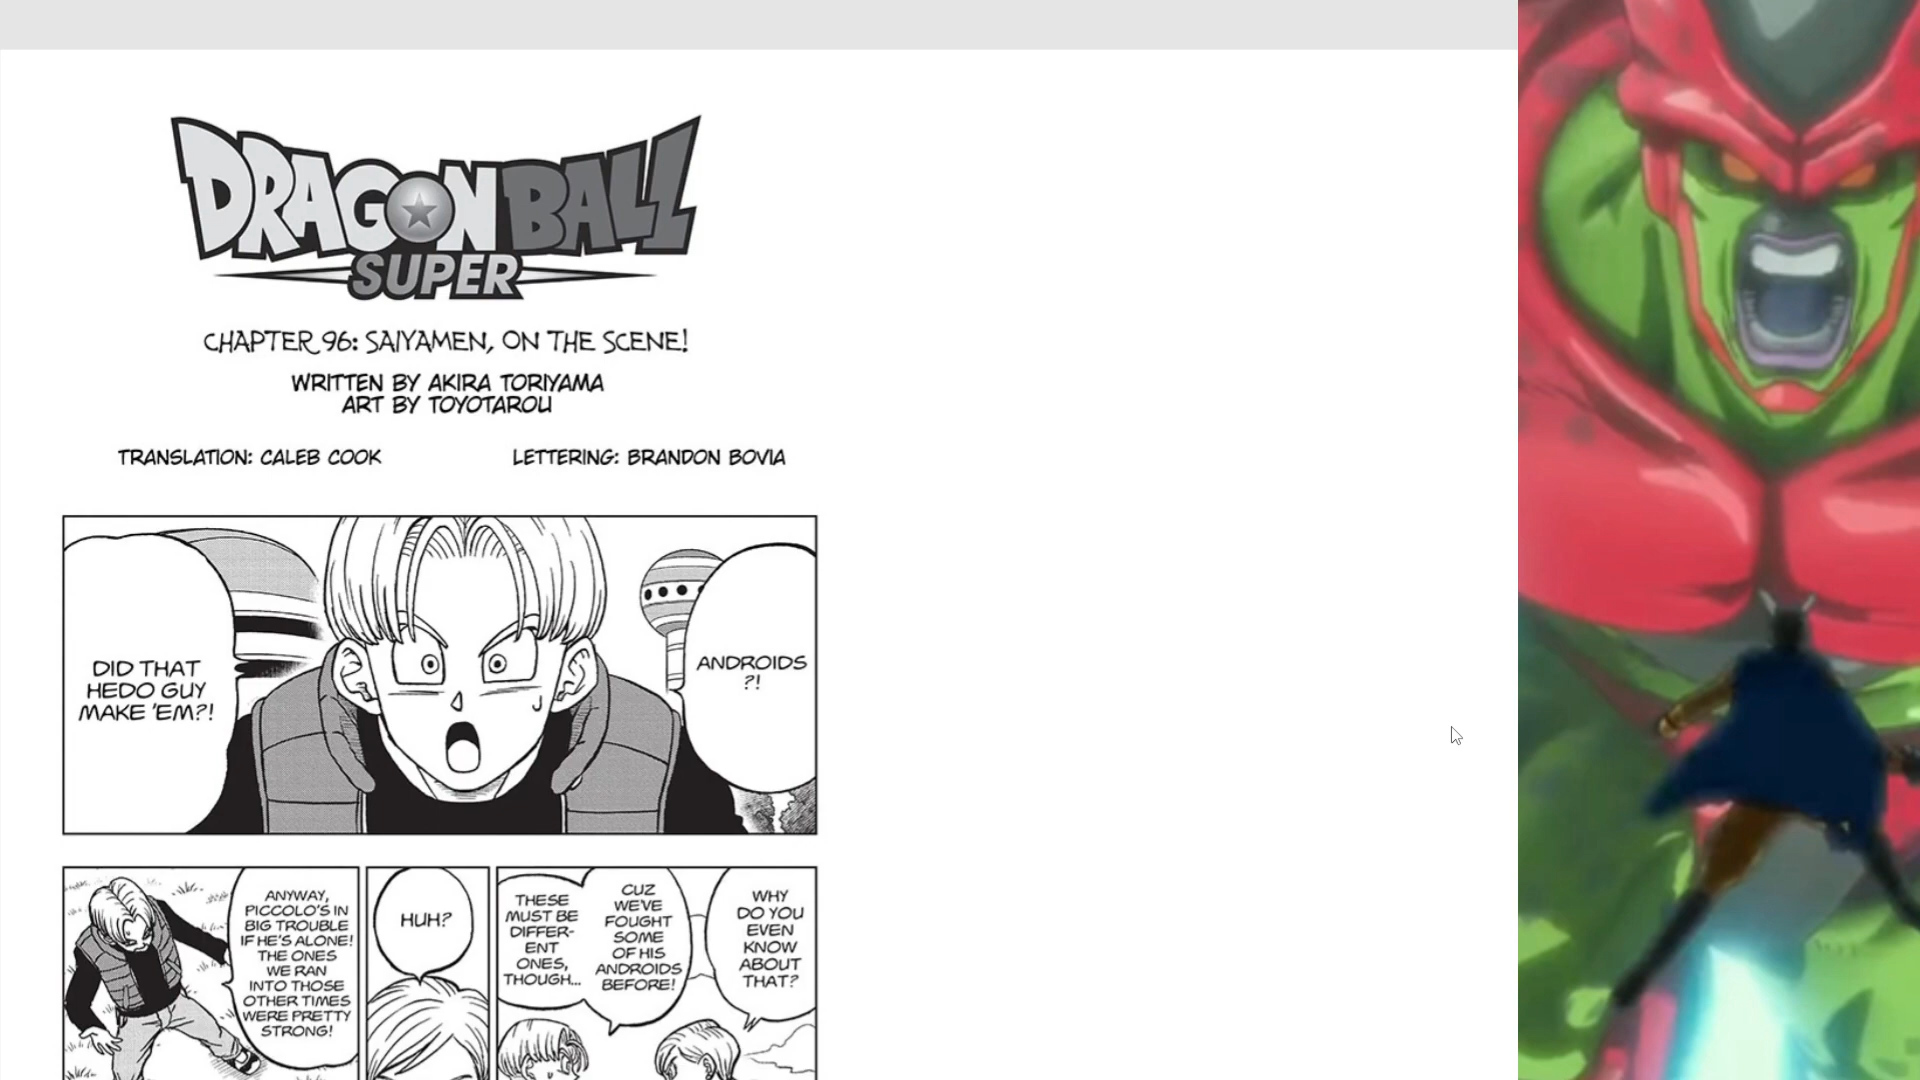 DRAGON BALL
SUPER
CHAPTER 96: SAIYAMEN, ON THE SCENE!
WRITTEN BY AKIRA TORIYAMA
ART BY TOYOTAROU
TRANSLATION: CALEB COOK
LETTERING: BRANDON BOVIA
ANDROIDS
?!
DID THAT
HEDO GUY
MAKE 'EM?!
WHY
DO YOU
EVEN
KNOW
ABOUT
THAT?
CUZ
WE'VE
FOUGHT
SOME
OF HIS
ANDROIDS
BEFORE!
THESE
MUST BE
DIFFER-
ENT
ONES,
THOUGH...
HUH?
ANYWAY,
PICCOLO'S IN
BIG TROUBLE
IF HE'S ALONE!
THE ONES
WE RAN
INTO THOSE
OTHER TIMES
WERE PRETTY
STRONG!